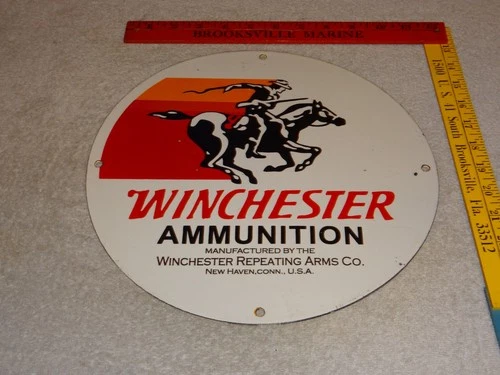 BROOKSVILLE MARINE
1500 U S 41 South Brooksville, Fla. 33512
WINCHESTER
AMMUNITION
MANUFACTURED BY THE
WINCHESTER REPEATING ARMS CO.
NEW HAVEN, CONN., U.S.A.